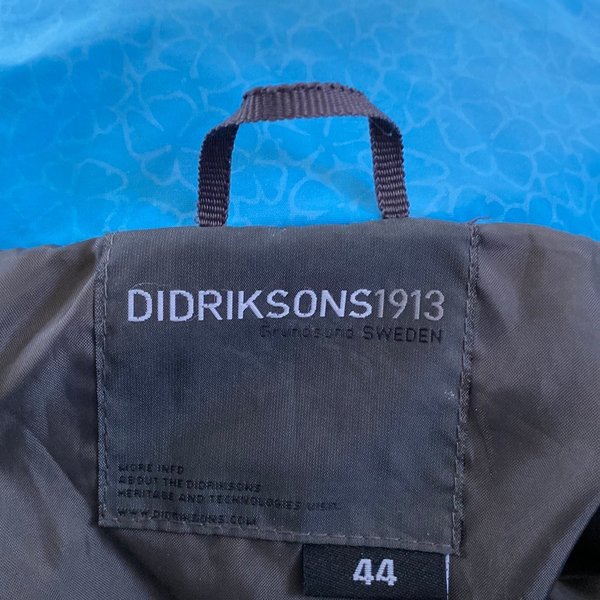 DIDRIKSONS1913
Grundsund SWEDEN
MORE INFO
ABOUT THE DIDRIKSONS
HERITAGE AND TECHNOLOGIES VISIT:
WWW.DIDRIKSONS.COM
44